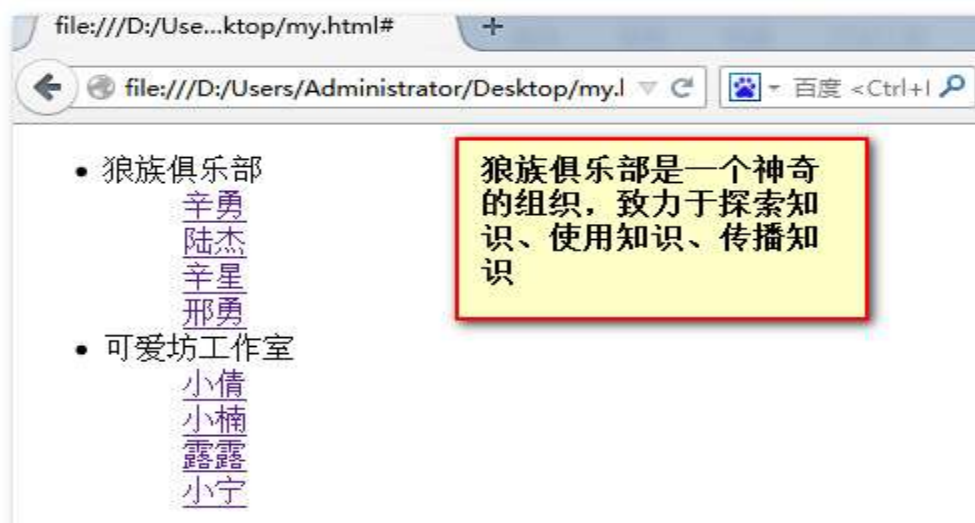 file:///D:/Use...ktop/my.html#
file:///D:/Users/Administrator/Desktop/my.l
百度 <Ctrl+I
狼族俱乐部
辛勇
陆杰
辛星
邢勇
可爱坊工作室
小倩
小楠
露露
小宁
狼族俱乐部是一个神奇
的组织，致力于探索知
识、使用知识、传播知
识